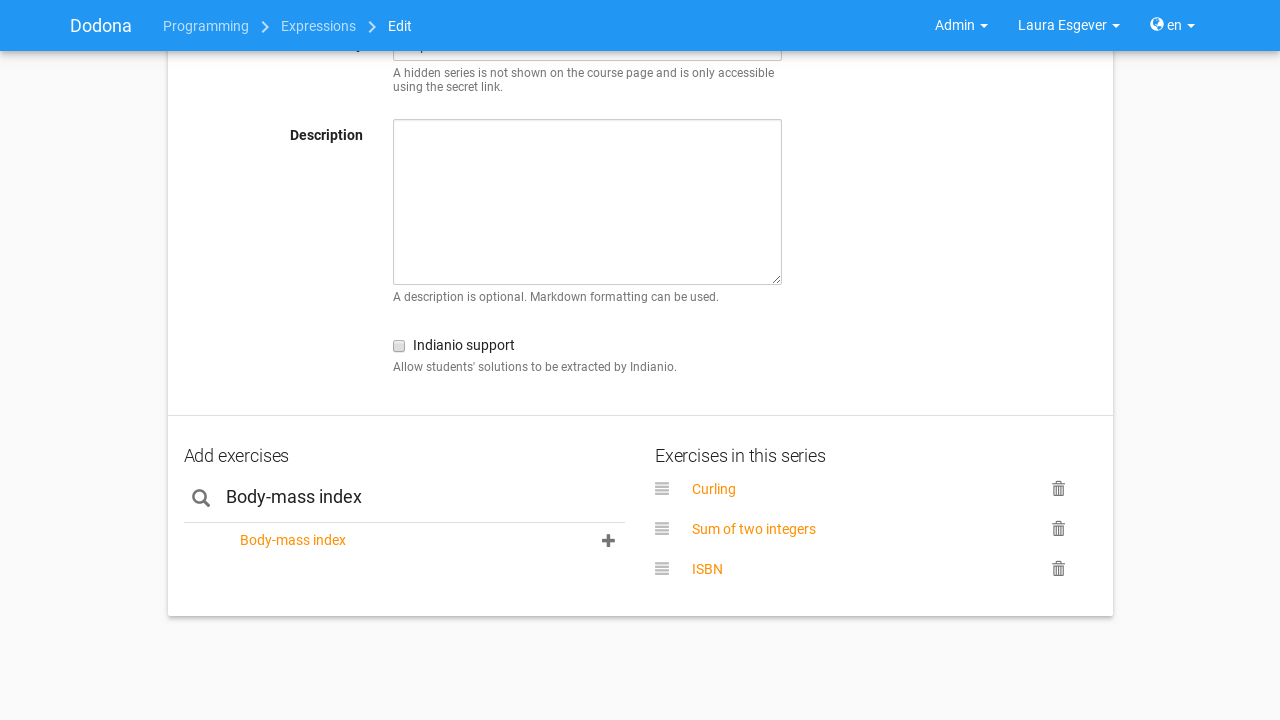 Dodona Programming Expressions Edit Admin Laura Esgever en
A hidden series is not shown on the course page and is only accessible
using the secret link.
Description
A description is optional. Markdown formatting can be used.
Indianio support
Allow students' solutions to be extracted by Indianio.
Add exercises
Body-mass index
Body-mass index
Exercises in this series
Curling
Sum of two integers
ISBN